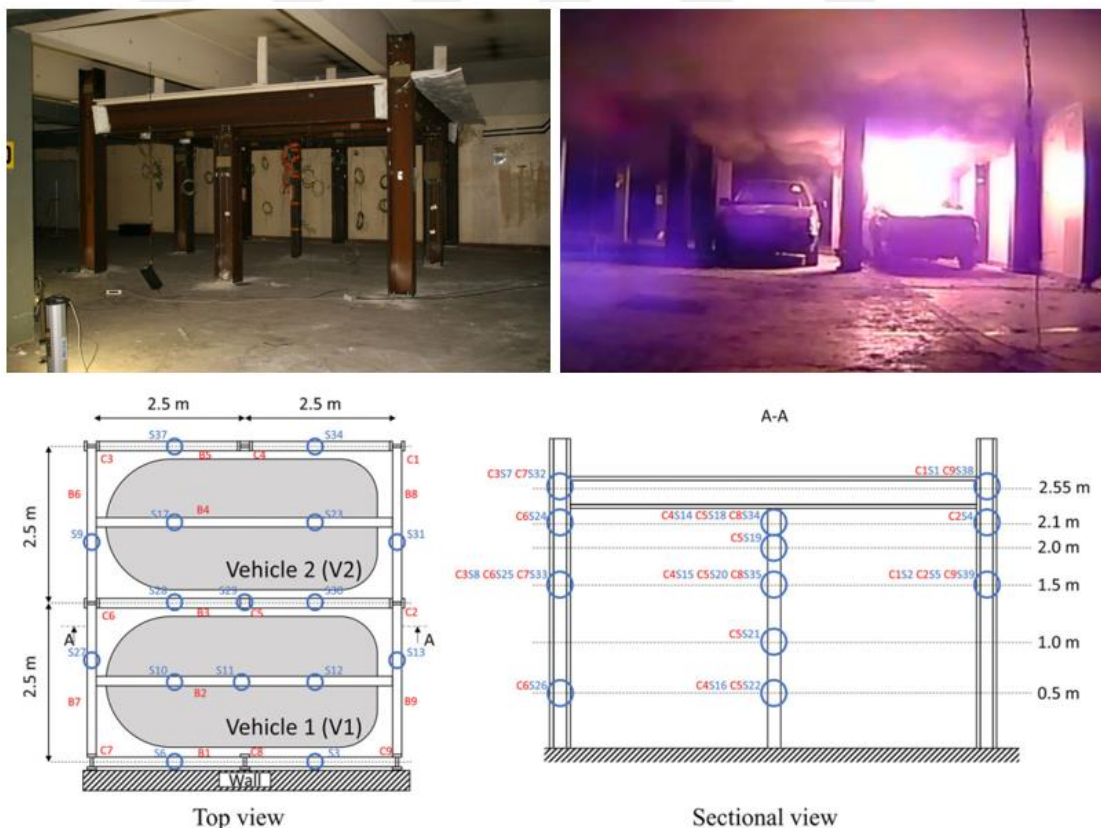 2.5 m 2.5 m
S37 S34
C3 B5 C4 C1
B6 B8
B4
S17 S23
2.5 m
S9 S31
Vehicle 2 (V2)
S28 S29 S30
C6 B3 C5 C2
A A
S27 S13
S10 S11 S12
2.5 m
B2
B7 B9
Vehicle 1 (V1)
C7 S6 B1 C8 S3 C9
Wall
Top view
A-A
C3S7 C7S32 C1S1 C9S38
2.55 m
C6S24 C4S14 C5S18 C8S34 C2S4
2.1 m
C5S19
2.0 m
C3S8 C6S25 C7S33 C4S15 C5S20 C8S35 C1S2 C2S5 C9S39
1.5 m
C5S21
1.0 m
C6S26 C4S16 C5S22
0.5 m
Sectional view